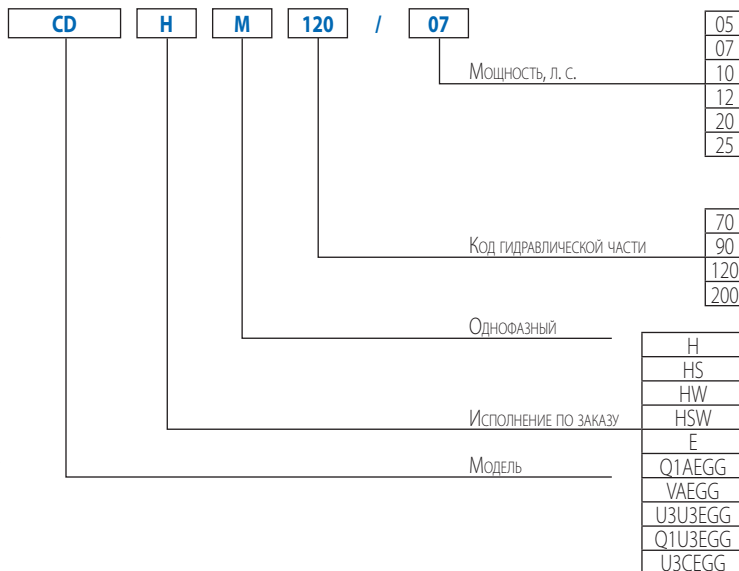 CD H M 120 / 07
05
07
Мощность, л. с. 10
12
20
25
70
Код гидравлической части 90
120
200
Однофазный
H
HS
HW
Исполнение по заказу HSW
E
Модель Q1AEGG
VAEGG
U3U3EGG
Q1U3EGG
U3CEGG